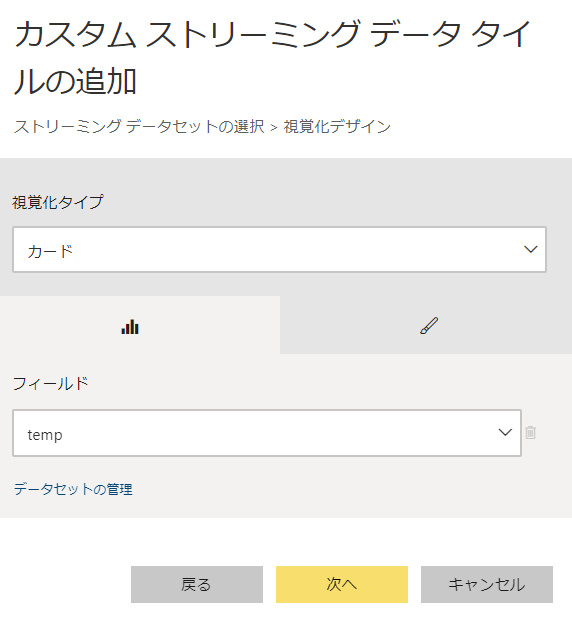 カスタム ストリーミング データ タイ
ルの追加
ストリーミング データセットの選択 > 視覚化デザイン
視覚化タイプ
カード
フィールド
temp
データセットの管理
戻る
次へ
キャンセル